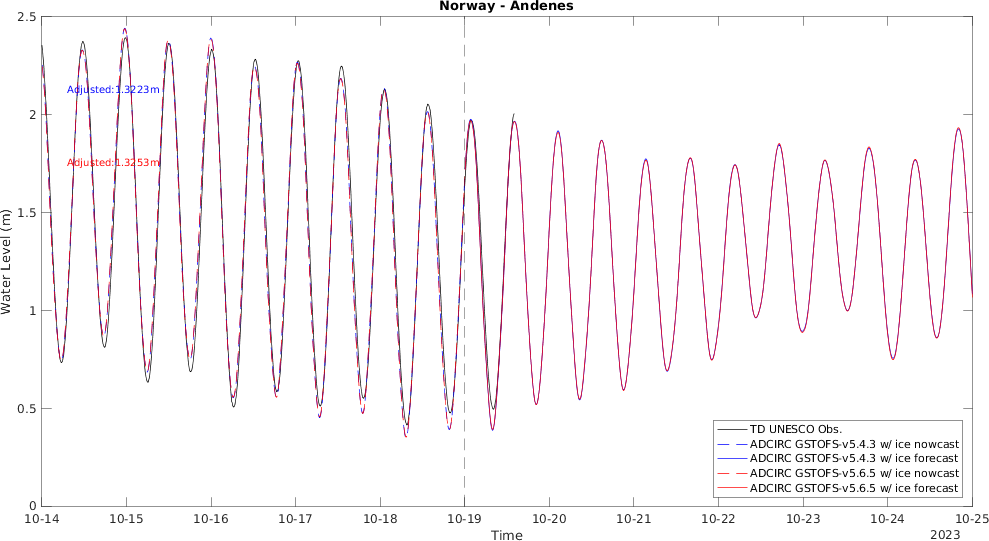 Norway - Andenes
2.5
2
1.5
1
0.5
0
Water Level (m)
Adjusted:1.3223m
Adjusted:1.3253m
TD UNESCO Obs.
ADCIRC GSTOFS-v5.4.3 w/ ice nowcast
ADCIRC GSTOFS-v5.4.3 w/ ice forecast
ADCIRC GSTOFS-v5.6.5 w/ ice nowcast
ADCIRC GSTOFS-v5.6.5 w/ ice forecast
10-14 10-15 10-16 10-17 10-18 10-19 10-20 10-21 10-22 10-23 10-24 10-25
Time
2023